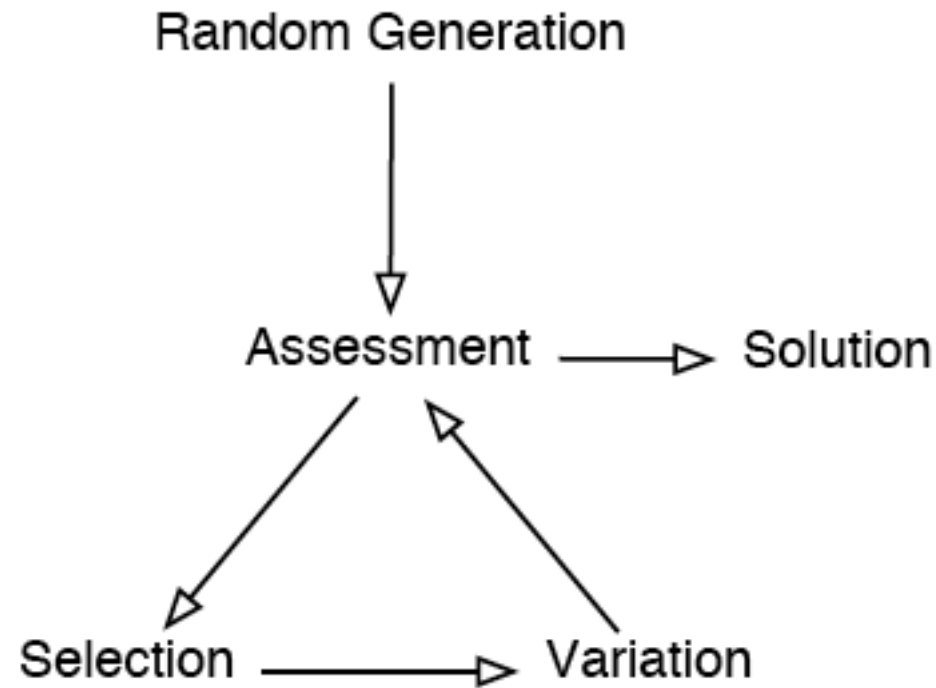 Random Generation
Assessment
Solution
Selection
Variation